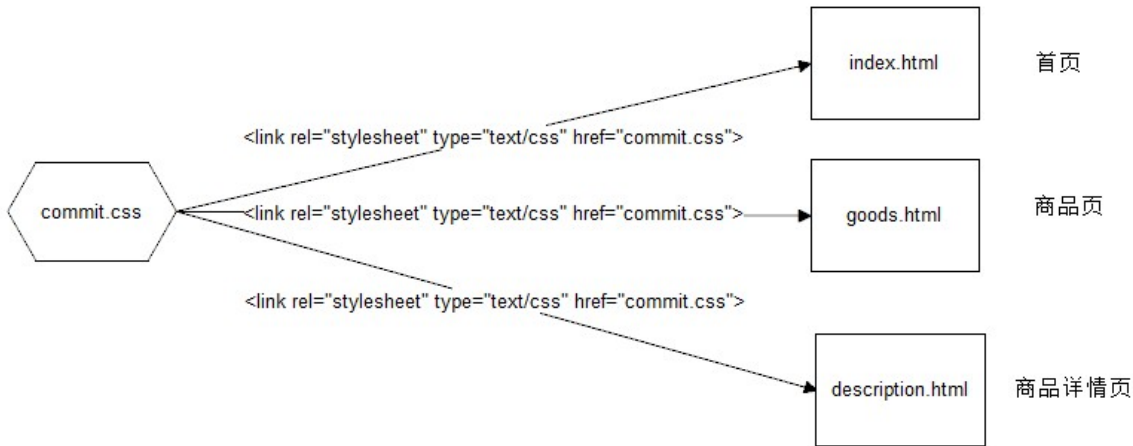 index.html
首页
<link rel="stylesheet" type="text/css" href="commit.css">
commit.css
<link rel="stylesheet" type="text/css" href="commit.css">
goods.html
商品页
<link rel="stylesheet" type="text/css" href="commit.css">
description.html
商品详情页